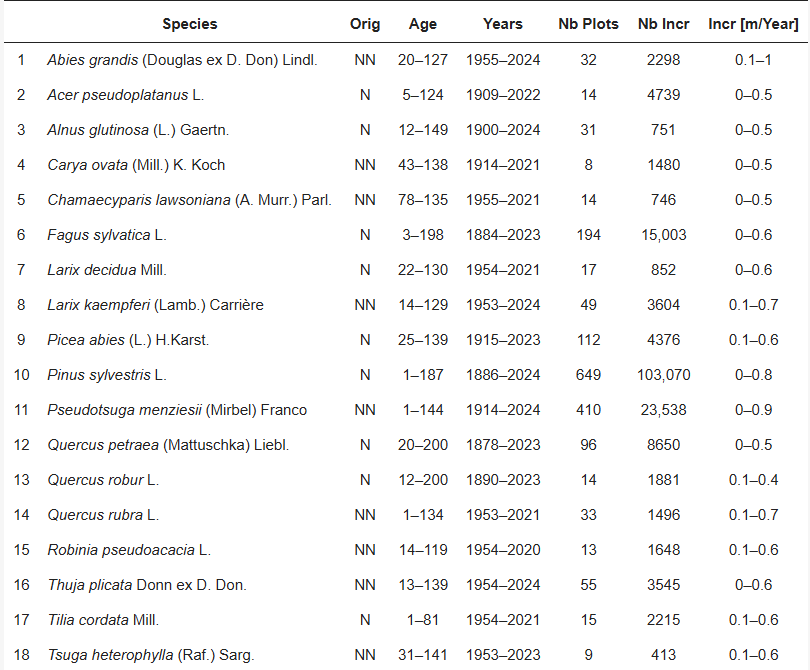 Species Orig Age Years Nb Plots Nb Incr Incr [m/Year]
1 Abies grandis (Douglas ex D. Don) Lindl. NN 20–127 1955–2024 32 2298 0.1–1
2 Acer pseudoplatanus L. N 5–124 1909–2022 14 4739 0–0.5
3 Alnus glutinosa (L.) Gaertn. N 12–149 1900–2024 31 751 0–0.5
4 Carya ovata (Mill.) K. Koch NN 43–138 1914–2021 8 1480 0–0.5
5 Chamaecyparis lawsoniana (A. Murr.) Parl. NN 78–135 1955–2021 14 746 0–0.5
6 Fagus sylvatica L. N 3–198 1884–2023 194 15,003 0–0.6
7 Larix decidua Mill. N 22–130 1954–2021 17 852 0–0.6
8 Larix kaempferi (Lamb.) Carrière NN 14–129 1953–2024 49 3604 0.1–0.7
9 Picea abies (L.) H.Karst. N 25–139 1915–2023 112 4376 0.1–0.6
10 Pinus sylvestris L. N 1–187 1886–2024 649 103,070 0–0.8
11 Pseudotsuga menziesii (Mirbel) Franco NN 1–144 1914–2024 410 23,538 0–0.9
12 Quercus petraea (Mattuschka) Liebl. N 20–200 1878–2023 96 8650 0–0.5
13 Quercus robur L. N 12–200 1890–2023 14 1881 0.1–0.4
14 Quercus rubra L. NN 1–134 1953–2021 33 1496 0.1–0.7
15 Robinia pseudoacacia L. NN 14–119 1954–2020 13 1648 0.1–0.6
16 Thuja plicata Donn ex D. Don. NN 13–139 1954–2024 55 3545 0–0.6
17 Tilia cordata Mill. N 1–81 1954–2021 15 2215 0.1–0.6
18 Tsuga heterophylla (Raf.) Sarg. NN 31–141 1953–2023 9 413 0.1–0.6